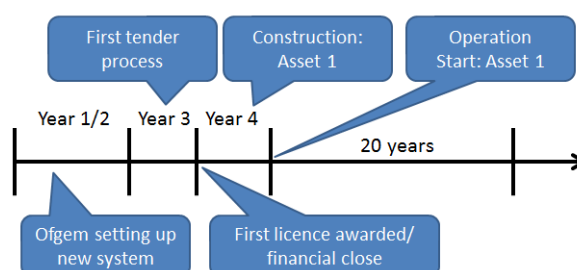 First tender
process
Construction:
Asset 1
Operation
Start: Asset 1
Year 1/2
Year 3
Year 4
20 years
Ofgem setting up
new system
First licence awarded/
financial close